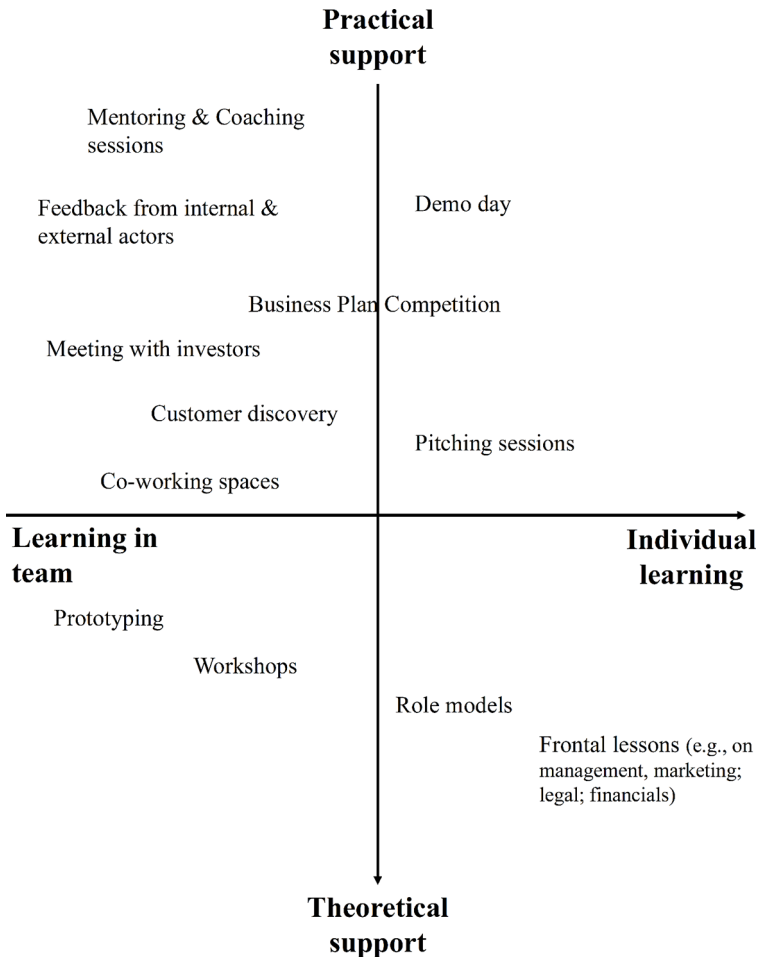 Practical
support
Mentoring & Coaching
sessions
Feedback from internal &
external actors
Demo day
Business Plan Competition
Meeting with investors
Customer discovery
Pitching sessions
Co-working spaces
Learning in
team
Individual
learning
Prototyping
Workshops
Role models
Frontal lessons (e.g., on
management, marketing;
legal; financials)
Theoretical
support